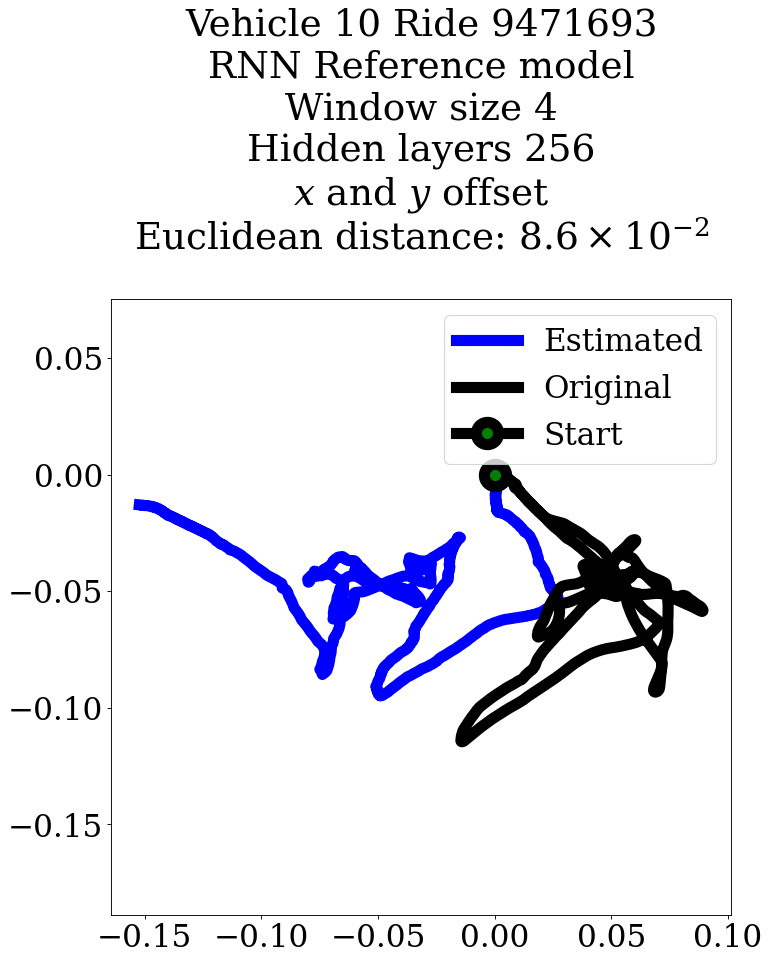 Vehicle 10 Ride 9471693
RNN Reference model
Window size 4
Hidden layers 256
x and y offset
Euclidean distance: 8.6 × 10⁻²
Estimated
Original
Start
0.05
0.00
−0.05
−0.10
−0.15
−0.15 −0.10 −0.05 0.00 0.05 0.10